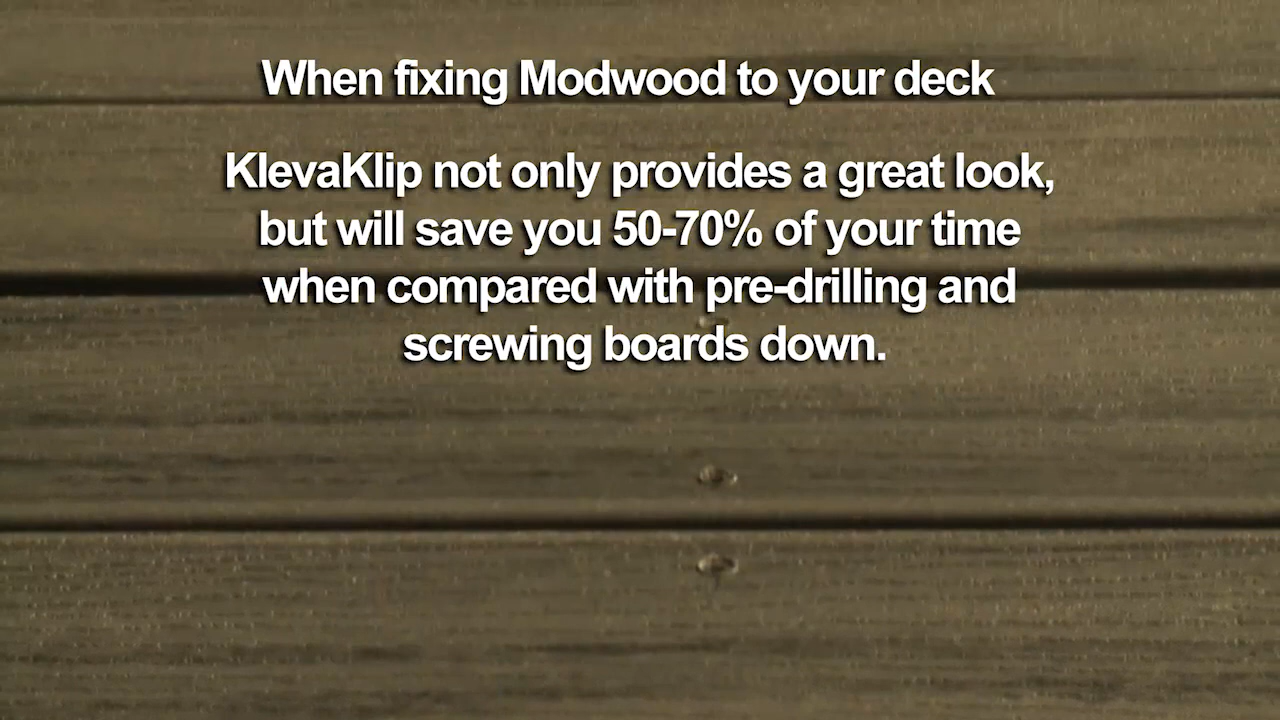 When fixing Modwood to your deck
KlevaKlip not only provides a great look,
but will save you 50-70% of your time
when compared with pre-drilling and
screwing boards down.